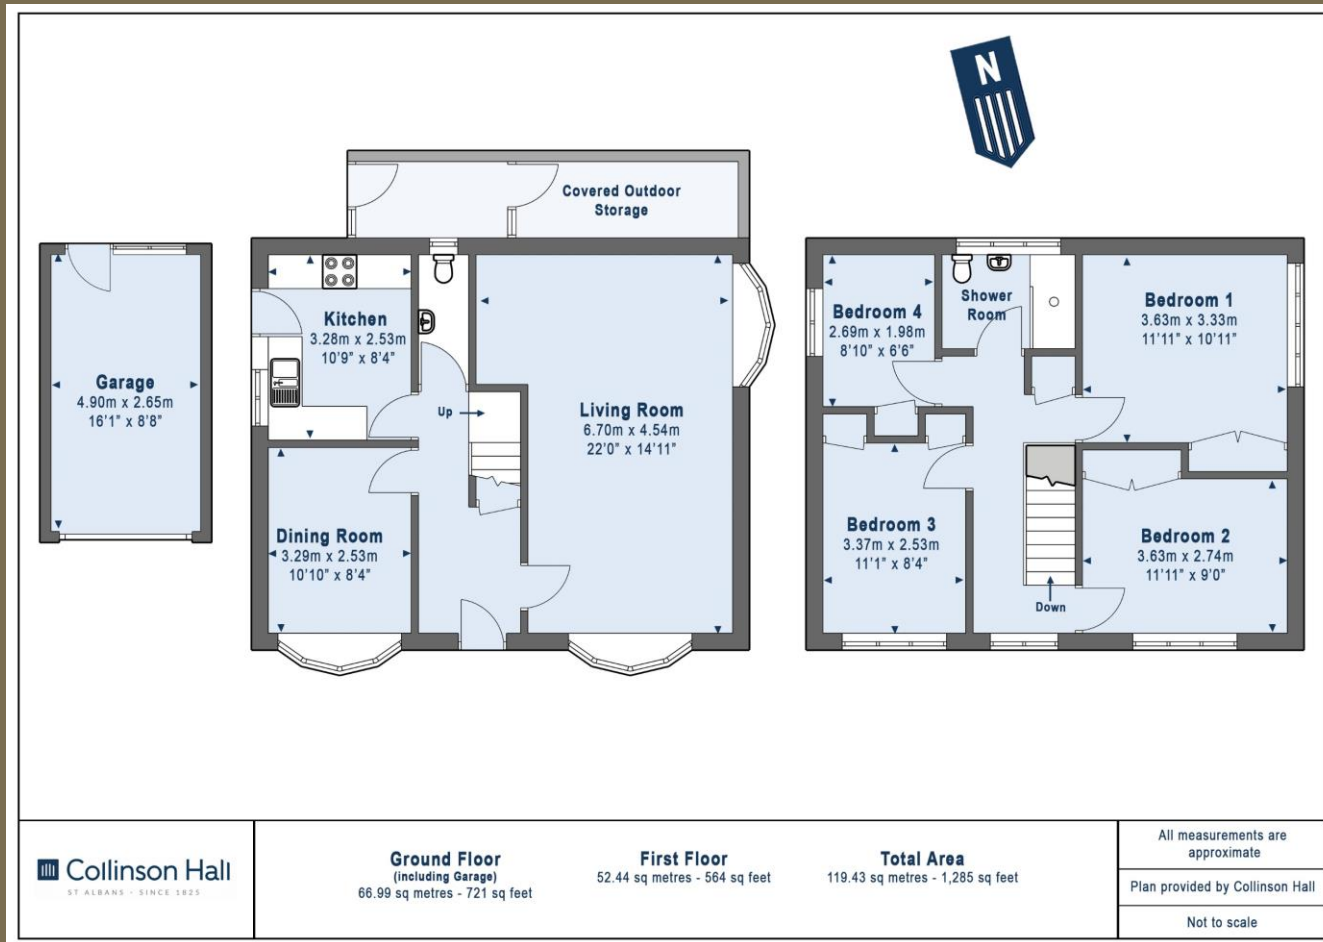 N
Covered Outdoor
Storage
Kitchen
3.28m x 2.53m
10'9" x 8'4"
Garage
4.90m x 2.65m
16'1" x 8'8"
Up
Living Room
6.70m x 4.54m
22'0" x 14'11"
Dining Room
3.29m x 2.53m
10'10" x 8'4"
Shower
Room
Bedroom 4
2.69m x 1.98m
8'10" x 6'6"
Bedroom 1
3.63m x 3.33m
11'11" x 10'11"
Bedroom 3
3.37m x 2.53m
11'1" x 8'4"
Bedroom 2
3.63m x 2.74m
11'11" x 9'0"
Down
Collinson Hall
ST ALBANS - SINCE 1825
Ground Floor
(including Garage)
66.99 sq metres - 721 sq feet
First Floor
52.44 sq metres - 564 sq feet
Total Area
119.43 sq metres - 1,285 sq feet
All measurements are
approximate
Plan provided by Collinson Hall
Not to scale